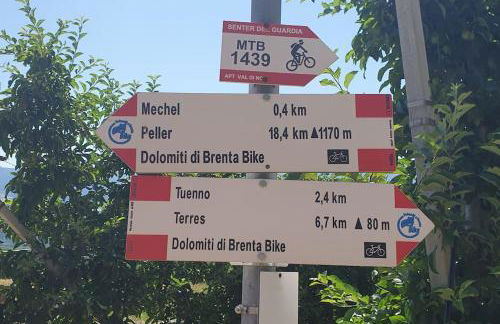 SENTER DEL GUARDIA
MTB
1439
APT VAL DI NON
Mechel 0,4 km
Peller 18,4 km ▲1170 m
Dolomiti di Brenta Bike
Tuenno 2,4 km
Terres 6,7 km ▲ 80 m
Dolomiti di Brenta Bike